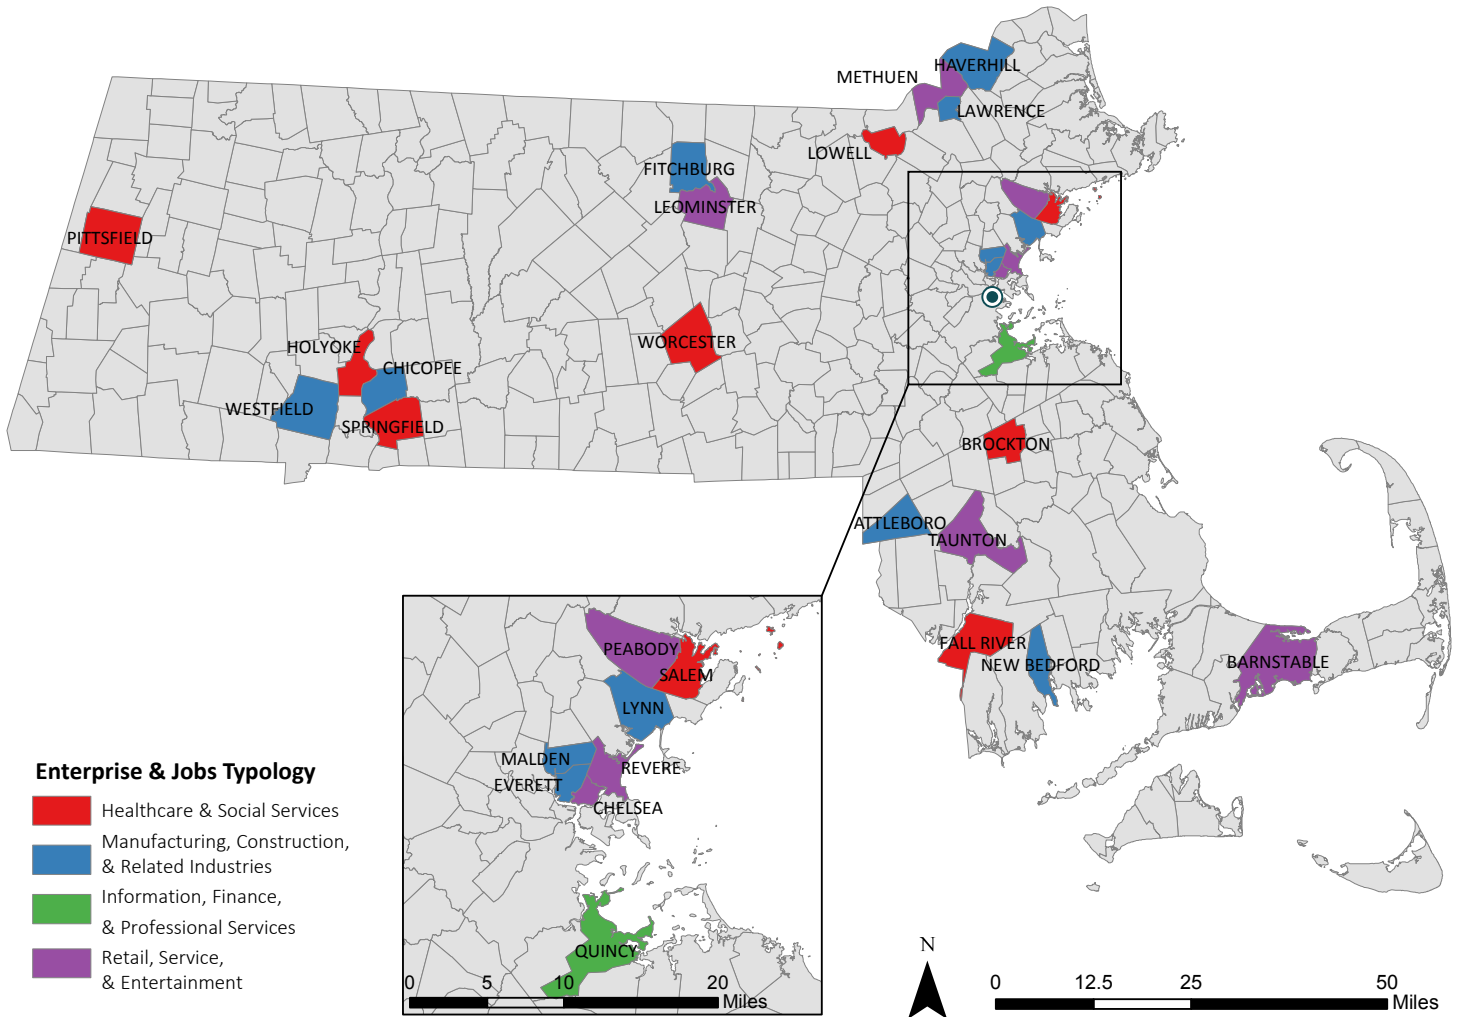 HAVERHILL
METHUEN
LAWRENCE
LOWELL
FITCHBURG
LEOMINSTER
PITTSFIELD
WORCESTER
HOLYOKE
CHICOPEE
WESTFIELD
SPRINGFIELD
BROCKTON
ATTLEBORO
TAUNTON
FALL RIVER
NEW BEDFORD
BARNSTABLE
PEABODY
SALEM
LYNN
MALDEN
REVERE
EVERETT
CHELSEA
QUINCY
0 5 10 20
Miles
Enterprise & Jobs Typology
Healthcare & Social Services
Manufacturing, Construction,
& Related Industries
Information, Finance,
& Professional Services
Retail, Service,
& Entertainment
N
0 12.5 25 50
Miles